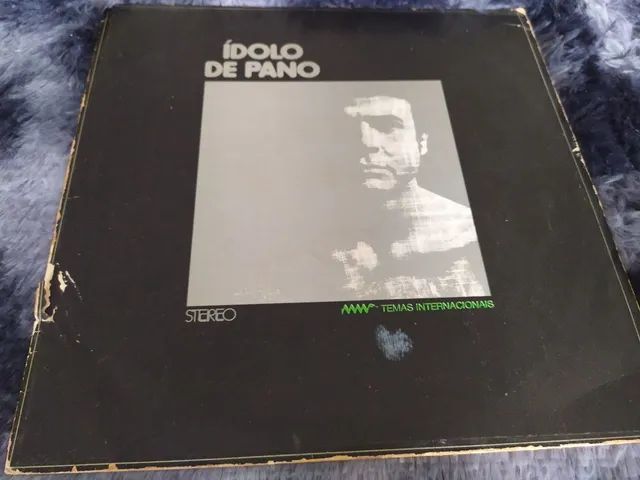 ÍDOLO
DE PANO
STEREO
TEMAS INTERNACIONAIS